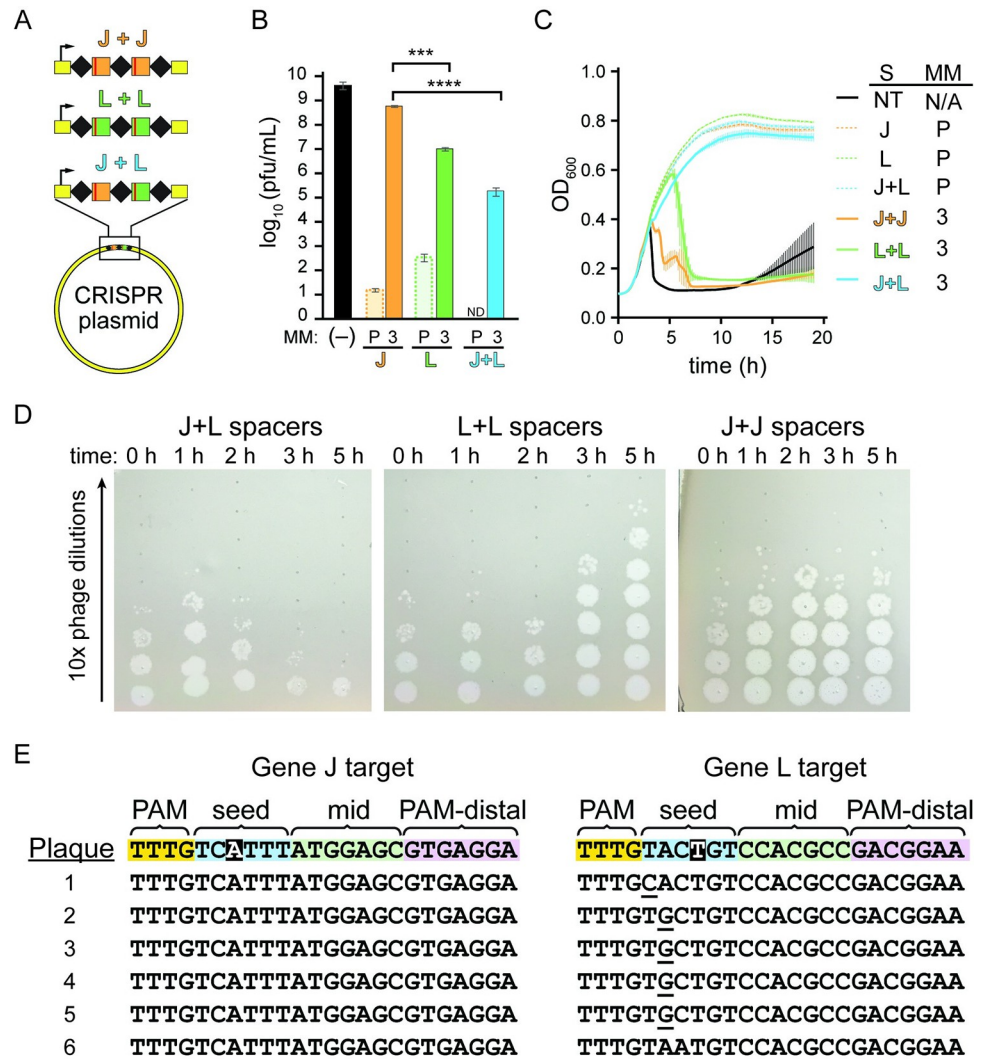 A
J + J
L + L
J + L
CRISPR
plasmid
B
***
****
log10 (pfu/mL)
10
9
8
7
6
5
4
3
2
1
0
ND
MM: (–) P 3 P 3 P 3
J L J+L
C
OD600
1.0
0.8
0.6
0.4
0.2
0.0
0 5 10 15 20
time (h)
S MM
NT N/A
J P
L P
J+L P
J+J 3
L+L 3
J+L 3
D
J+L spacers L+L spacers J+J spacers
time: 0 h 1 h 2 h 3 h 5 h 0 h 1 h 2 h 3 h 5 h 0 h 1 h 2 h 3 h 5 h
10x phage dilutions
E
Gene J target Gene L target
PAM seed mid PAM-distal PAM seed mid PAM-distal
Plaque TTTGTCATTTATGGAGCGTGAGGA TTTGTACTGTCCACGCCGACGGAA
1 TTTGTCATTTATGGAGCGTGAGGA TTTGCACTGTCCACGCCGACGGAA
2 TTTGTCATTTATGGAGCGTGAGGA TTTGTGCTGTCCACGCCGACGGAA
3 TTTGTCATTTATGGAGCGTGAGGA TTTGTGCTGTCCACGCCGACGGAA
4 TTTGTCATTTATGGAGCGTGAGGA TTTGTGCTGTCCACGCCGACGGAA
5 TTTGTCATTTATGGAGCGTGAGGA TTTGTGCTGTCCACGCCGACGGAA
6 TTTGTCATTTATGGAGCGTGAGGA TTTGTAATGTCCACGCCGACGGAA